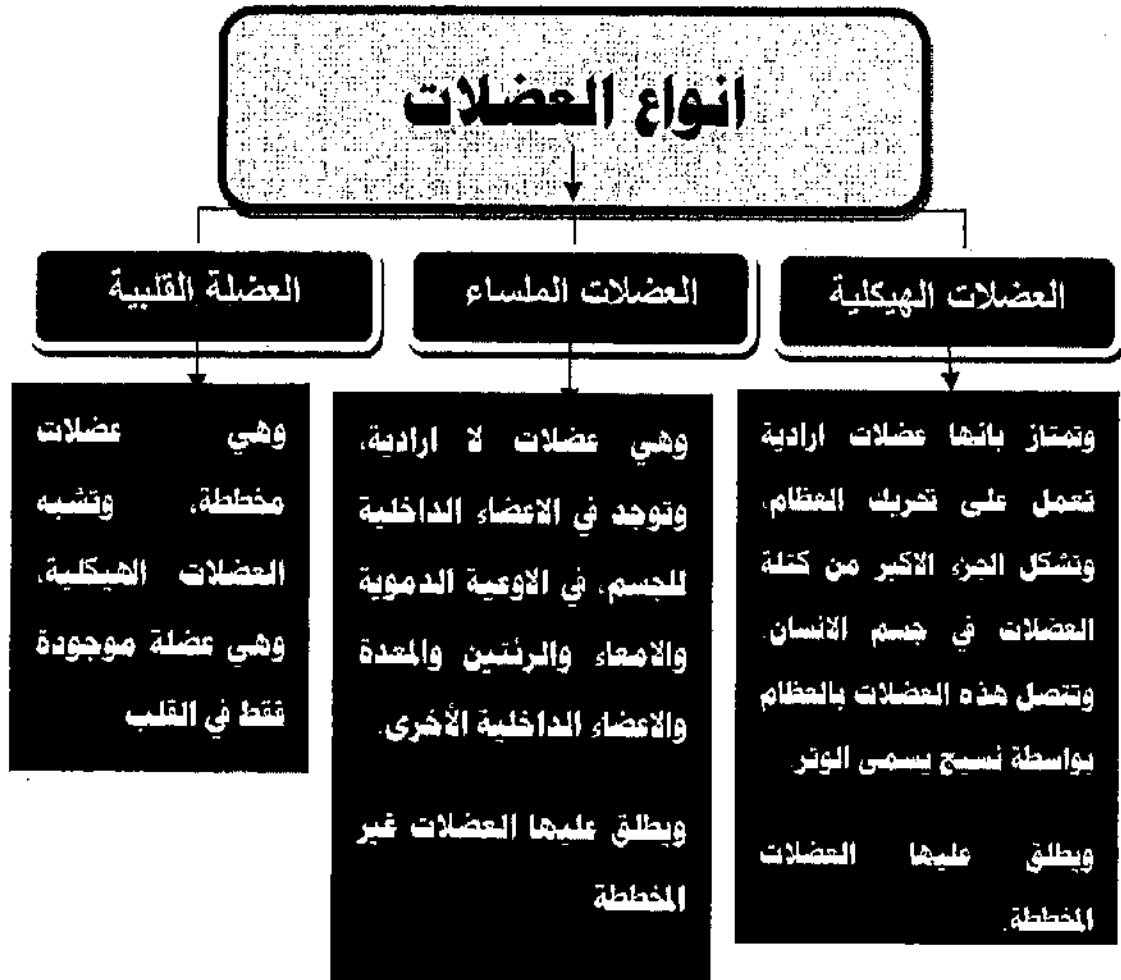 انواع العضلات
العضلات الهيكلية
وتمتاز بانها عضلات ارادية
تعمل على تحريك العظام،
وتشكل الجزء الاكبر من كتلة
العضلات في جسم الانسان.
وتتصل هذه العضلات بالعظام
بواسطة نسيج يسمى الوتر.
ويطلق عليها العضلات
المخططة.
العضلات الملساء
وهي عضلات لا ارادية،
وتوجد في الاعضاء الداخلية
للجسم، في الاوعية الدموية
والامعاء والرئتين والمعدة
والاعضاء الداخلية الأخرى.
ويطلق عليها العضلات غير
المخططة
العضلة القلبية
وهي عضلات
مخططة، وتشبه
العضلات الهيكلية،
وهي عضلة موجودة
فقط في القلب